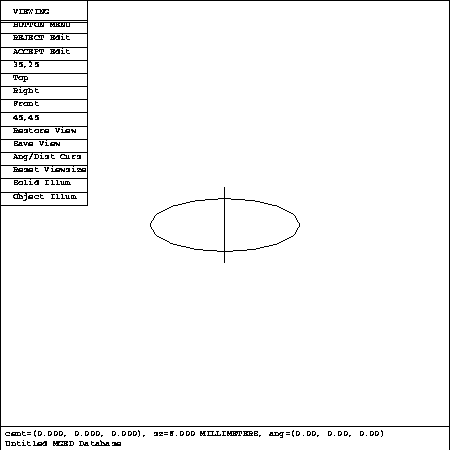 VIEWING
BUTTON MENU
REJECT Edit
ACCEPT Edit
35,25
Top
Right
Front
45,45
Restore View
Save View
Ang/Dist Curs
Reset Viewsize
Solid Illum
Object Illum
cent=(0.000, 0.000, 0.000), sz=8.000 MILLIMETERS, ang=(0.00, 0.00, 0.00)
Untitled MGED Database